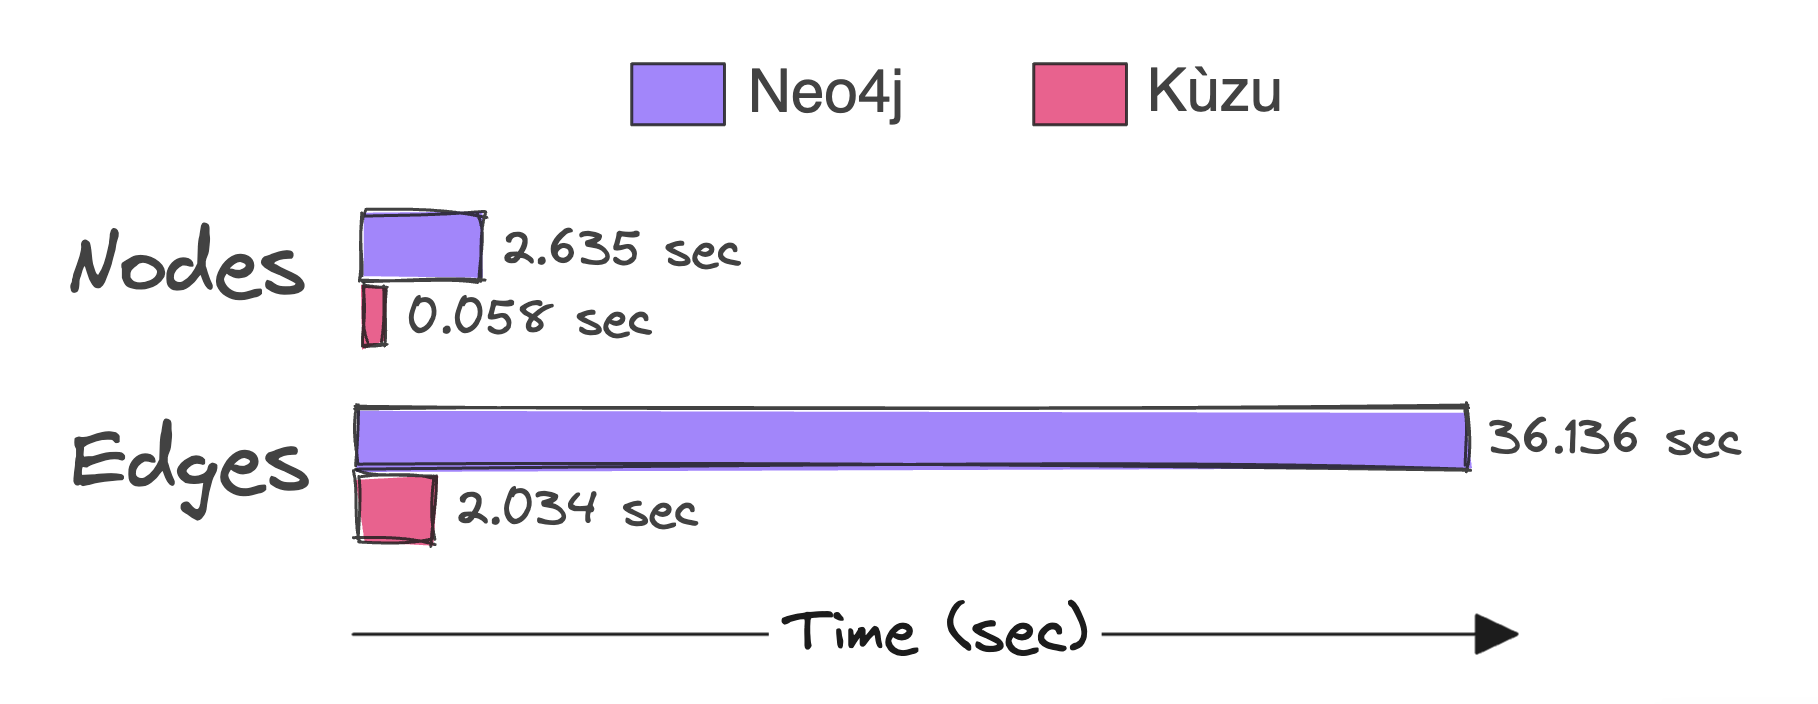 Neo4j Kùzu
Nodes
2.635 sec
0.058 sec
Edges
36.136 sec
2.034 sec
Time (sec)